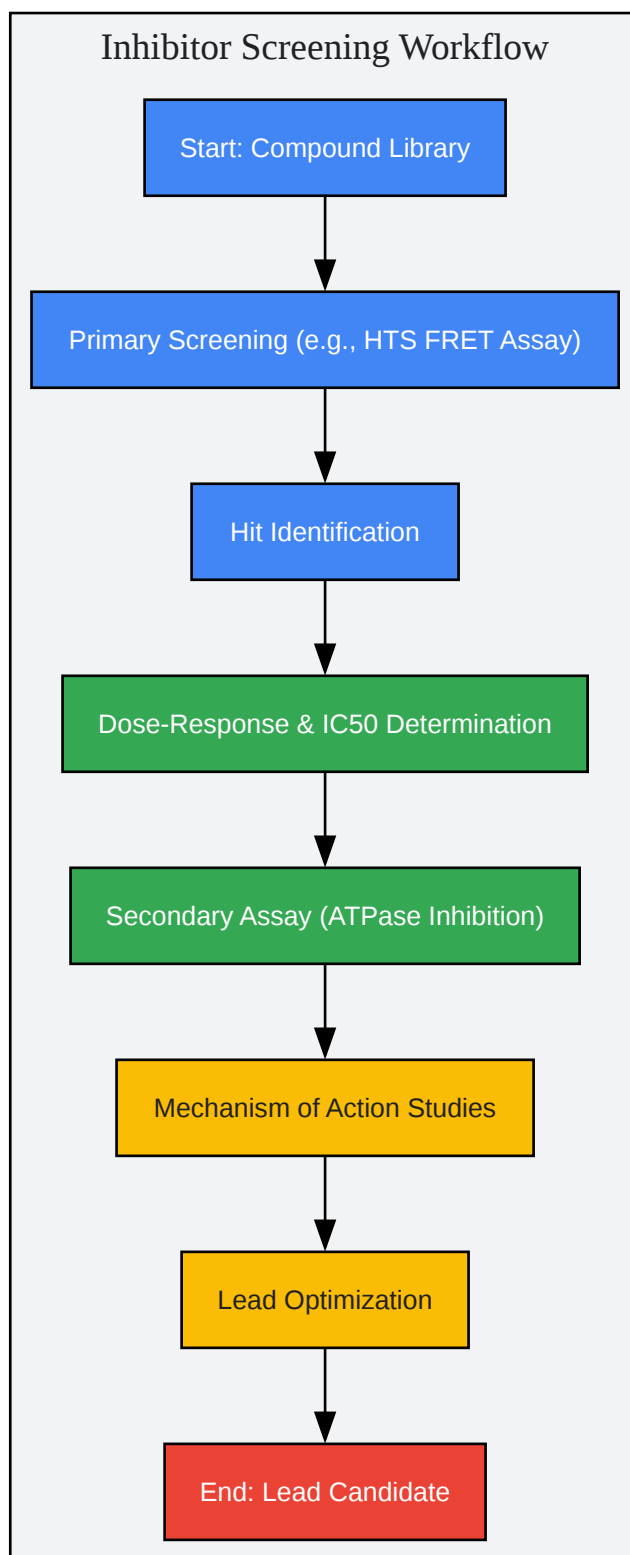 Inhibitor Screening Workflow
Start: Compound Library
Primary Screening (e.g., HTS FRET Assay)
Hit Identification
Dose-Response & IC50 Determination
Secondary Assay (ATPase Inhibition)
Mechanism of Action Studies
Lead Optimization
End: Lead Candidate